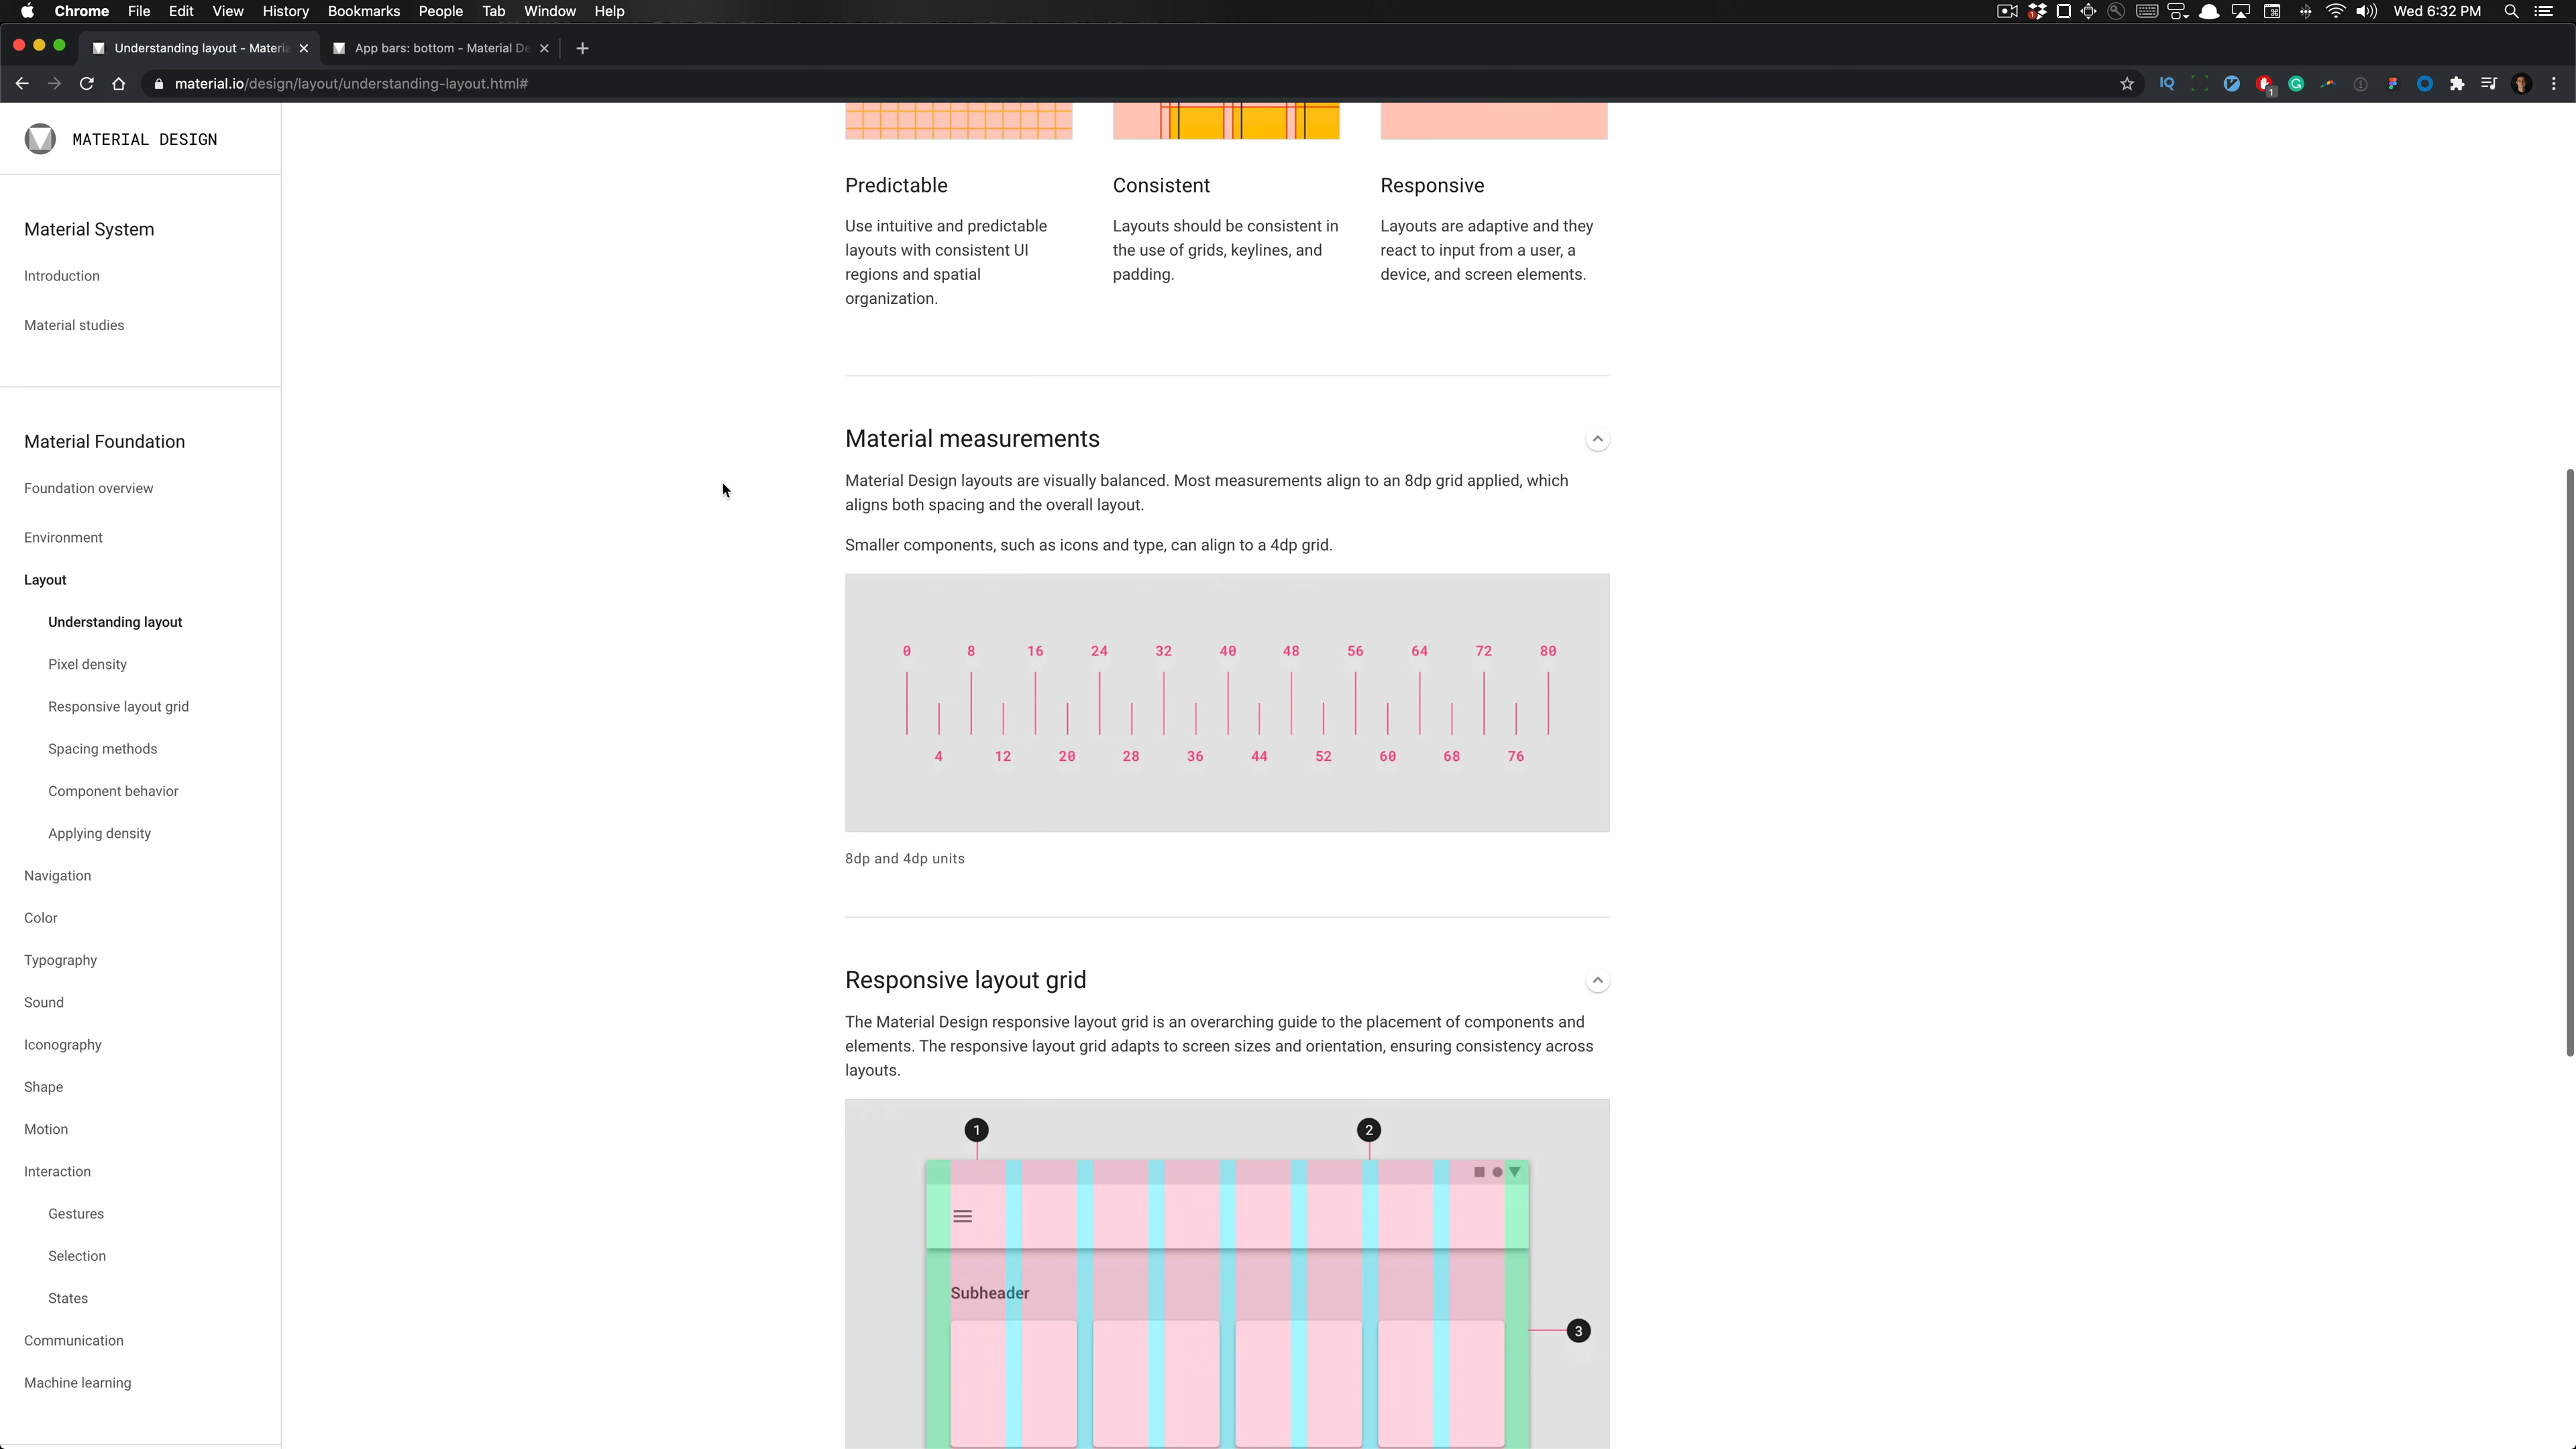 Chrome File Edit View History Bookmarks People Tab Window Help
Wed 6:32 PM
Understanding layout - Materia
App bars: bottom - Material De
material.io/design/layout/understanding-layout.html#
IQ
1
MATERIAL DESIGN
Material System
Introduction
Material studies
Material Foundation
Foundation overview
Environment
Layout
Understanding layout
Pixel density
Responsive layout grid
Spacing methods
Component behavior
Applying density
Navigation
Color
Typography
Sound
Iconography
Shape
Motion
Interaction
Gestures
Selection
States
Communication
Machine learning
Predictable
Use intuitive and predictable
layouts with consistent UI
regions and spatial
organization.
Consistent
Layouts should be consistent in
the use of grids, keylines, and
padding.
Responsive
Layouts are adaptive and they
react to input from a user, a
device, and screen elements.
Material measurements
Material Design layouts are visually balanced. Most measurements align to an 8dp grid applied, which
aligns both spacing and the overall layout.
Smaller components, such as icons and type, can align to a 4dp grid.
0 8 16 24 32 40 48 56 64 72 80
4 12 20 28 36 44 52 60 68 76
8dp and 4dp units
Responsive layout grid
The Material Design responsive layout grid is an overarching guide to the placement of components and
elements. The responsive layout grid adapts to screen sizes and orientation, ensuring consistency across
layouts.
1 2
Subheader
3